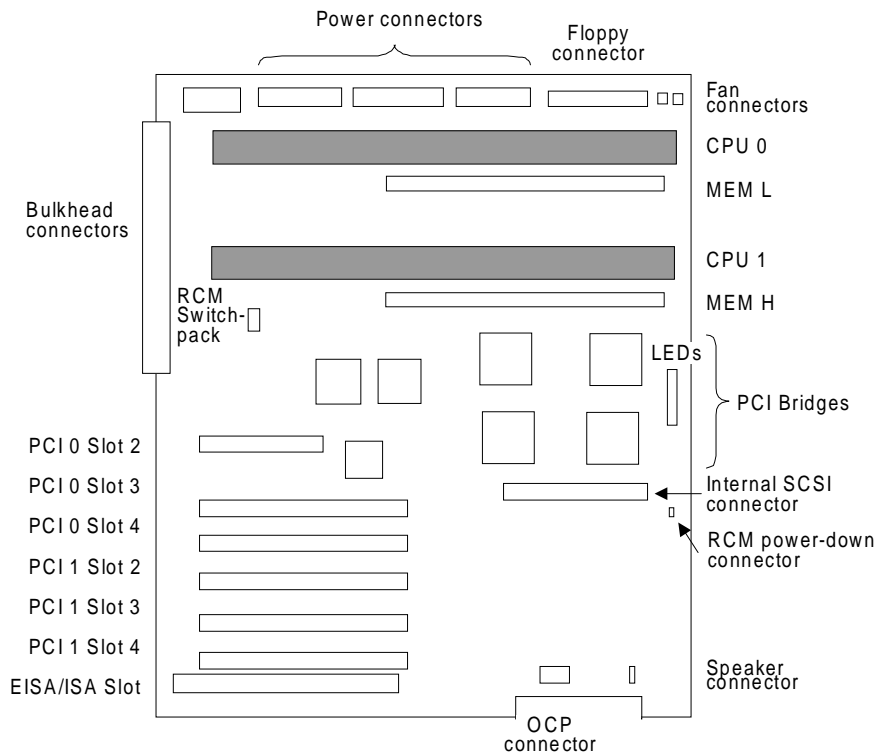 Power connectors
Floppy
connector
Fan
connectors
CPU 0
MEM L
Bulkhead
connectors
CPU 1
RCM
Switch-
pack
MEM H
LEDs
PCI Bridges
PCI 0 Slot 2
PCI 0 Slot 3
Internal SCSI
connector
PCI 0 Slot 4
RCM power-down
connector
PCI 1 Slot 2
PCI 1 Slot 3
PCI 1 Slot 4
EISA/ISA Slot
Speaker
connector
OCP
connector